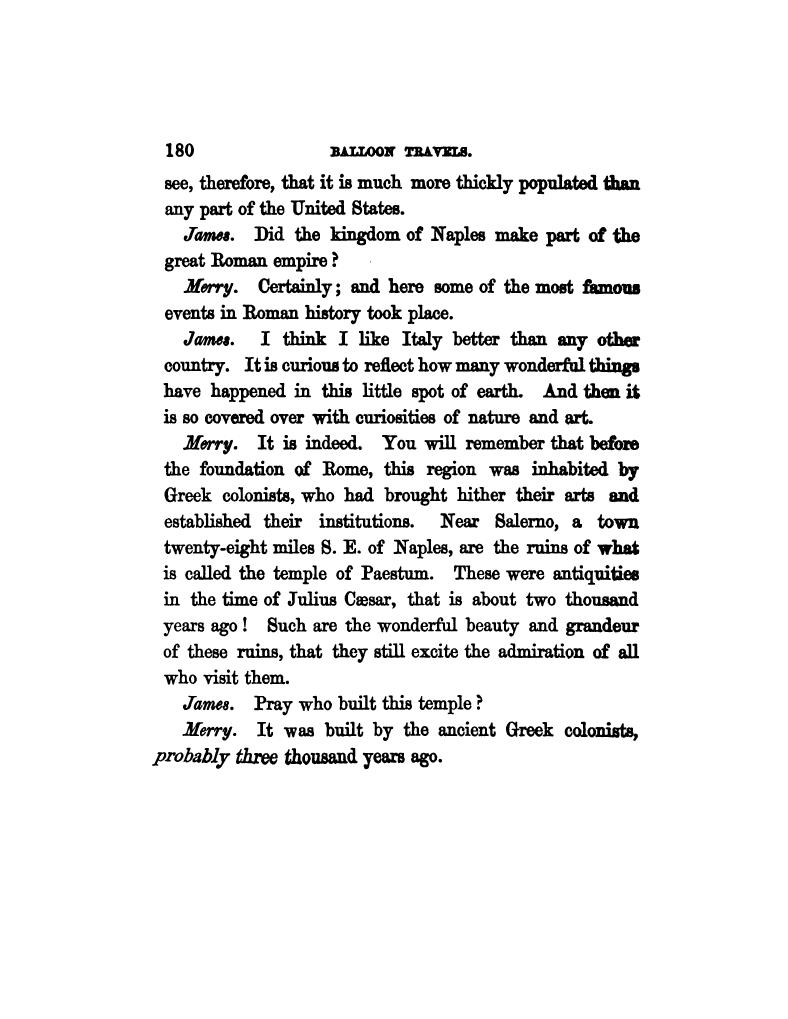 180 BALLOON TRAVELS.
see, therefore, that it is much more thickly populated than
any part of the United States.
James. Did the kingdom of Naples make part of the
great Roman empire ?
Merry. Certainly ; and here some of the most famous
events in Roman history took place.
James. I think I like Italy better than any other
country. It is curious to reflect how many wonderful things
have happened in this little spot of earth. And then it
is so covered over with curiosities of nature and art.
Merry. It is indeed. You will remember that before
the foundation of Rome, this region was inhabited by
Greek colonists, who had brought hither their arts and
established their institutions. Near Salerno, a town
twenty-eight miles S. E. of Naples, are the ruins of what
is called the temple of Paestum. These were antiquities
in the time of Julius Cæsar, that is about two thousand
years ago ! Such are the wonderful beauty and grandeur
of these ruins, that they still excite the admiration of all
who visit them.
James. Pray who built this temple ?
Merry. It was built by the ancient Greek colonists,
probably three thousand years ago.